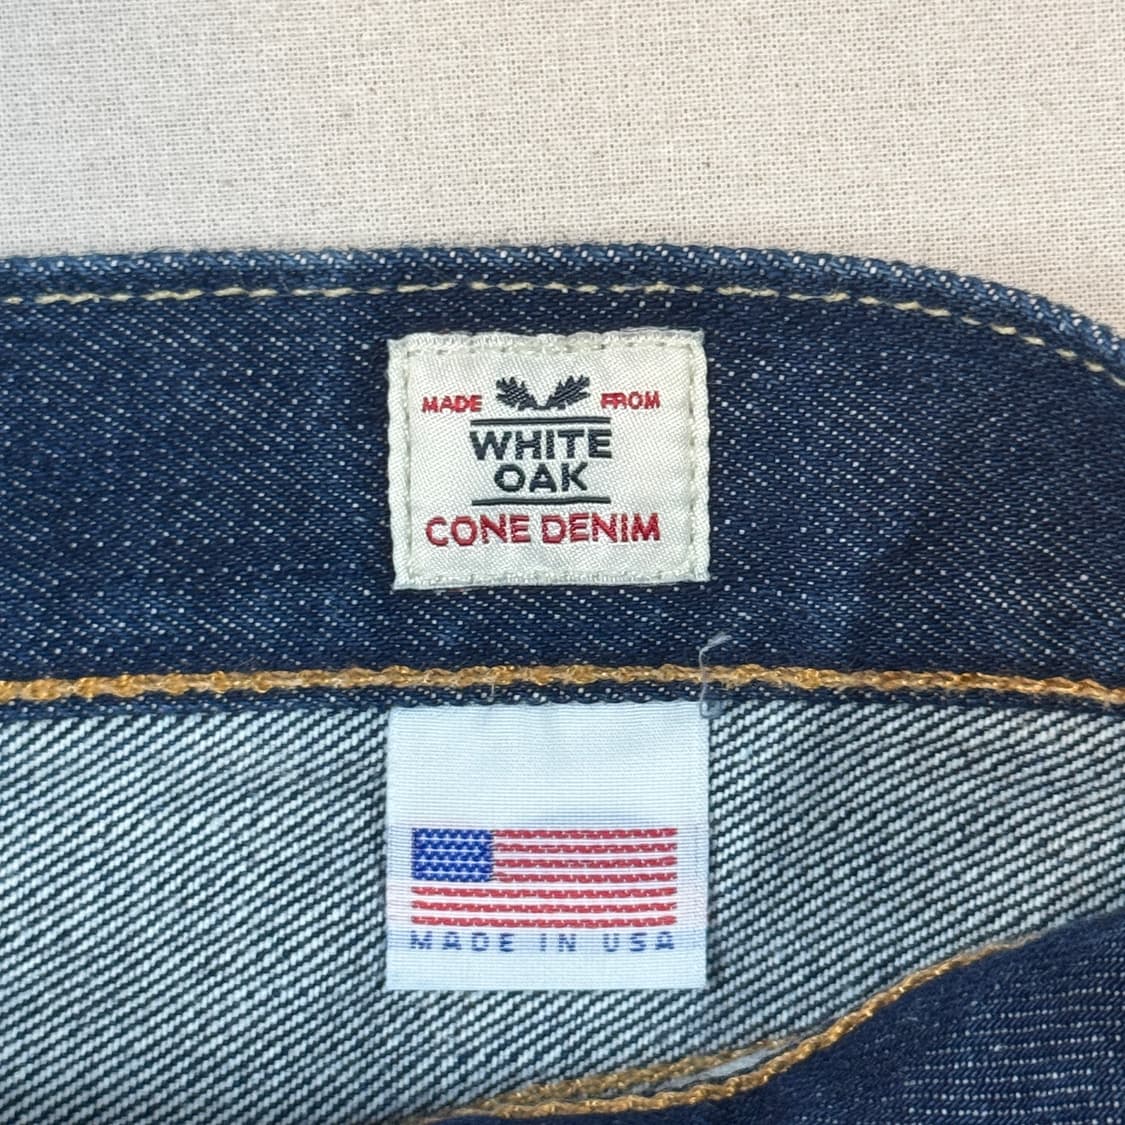 MADE FROM
WHITE
OAK
CONE DENIM
MADE IN USA